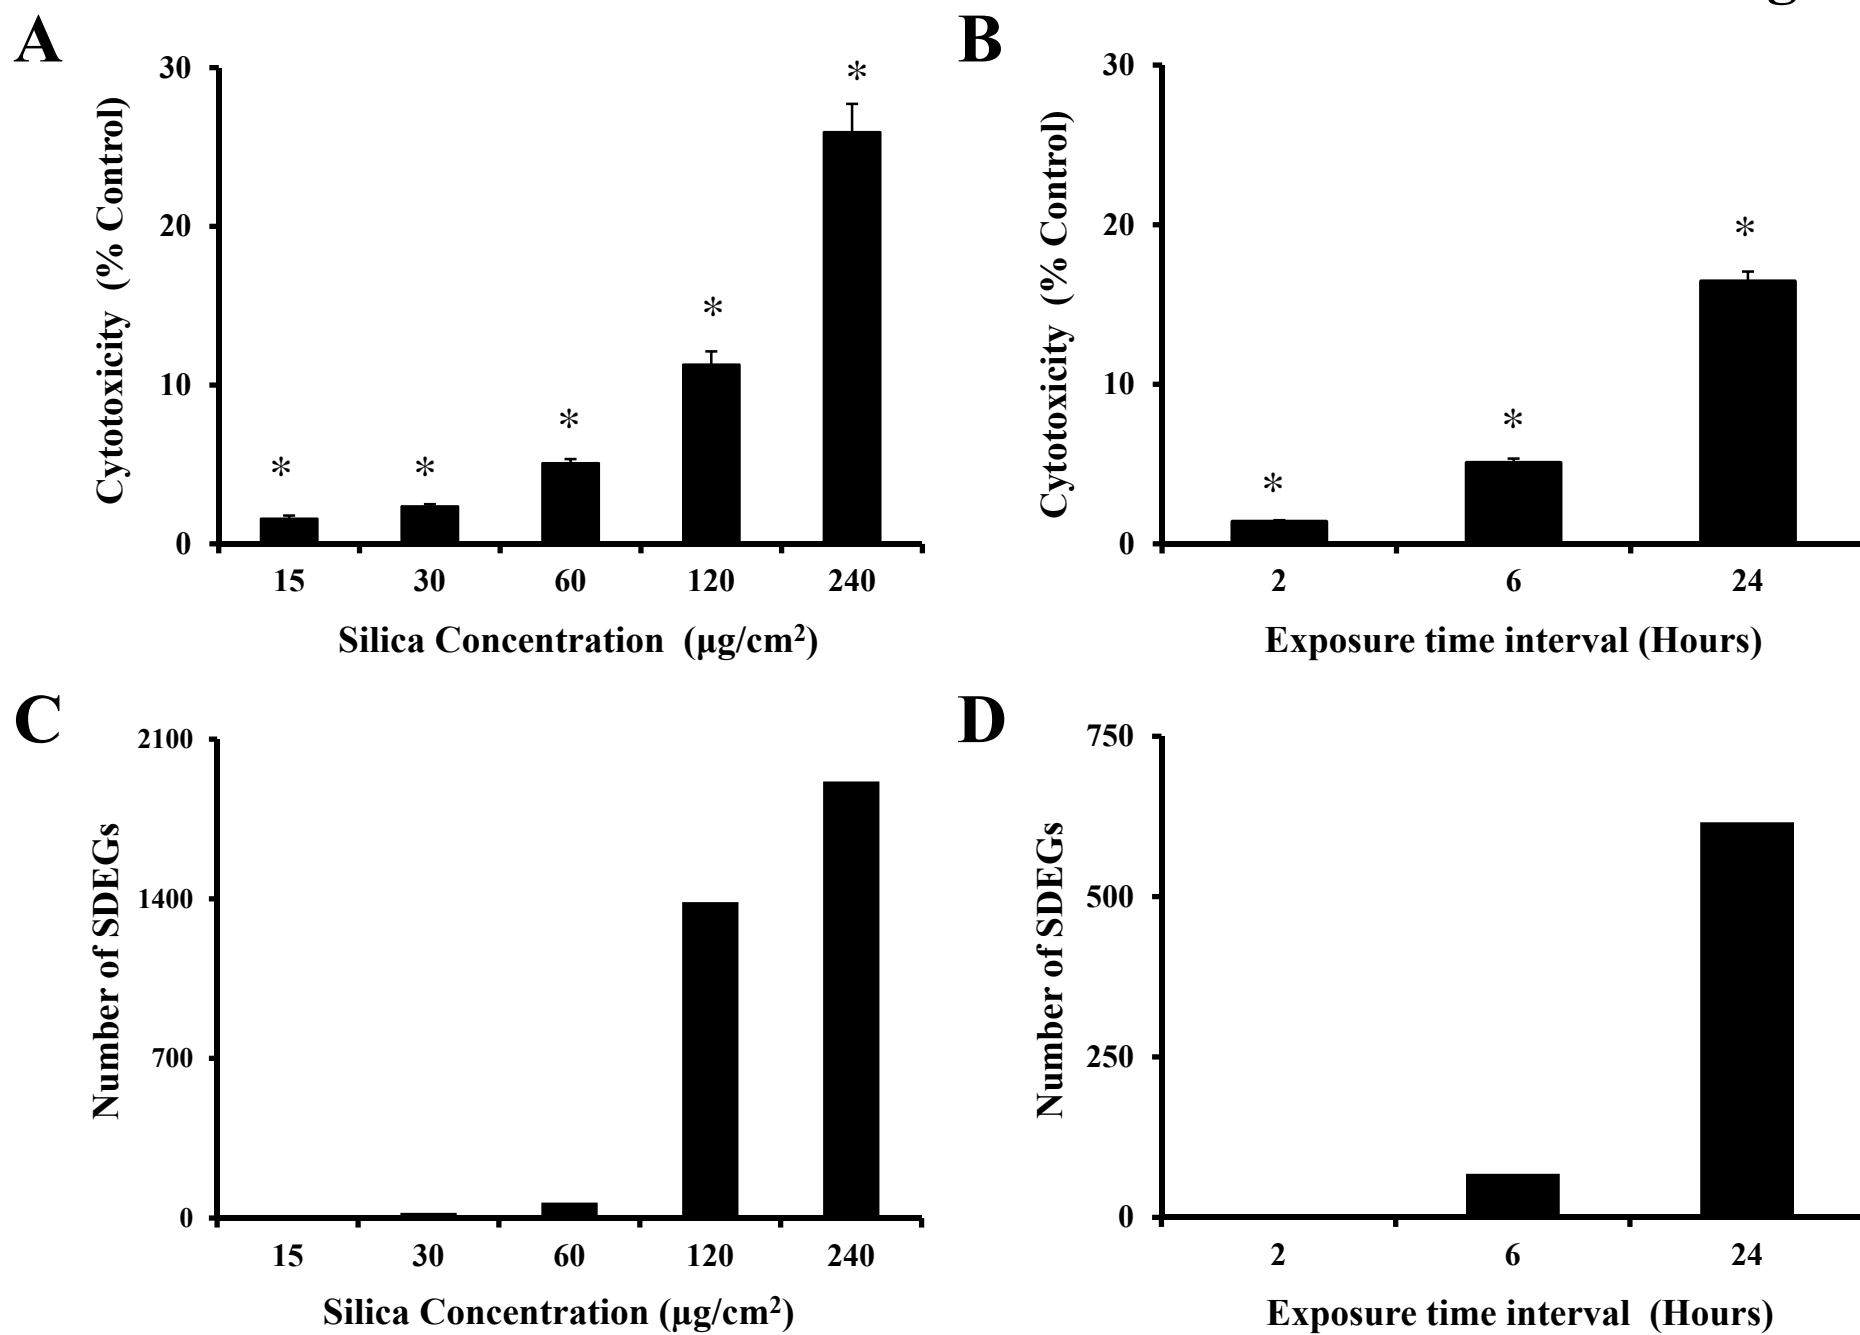 A
Cytotoxicity (% Control)
30
20
10
0
*
*
*
*
*
15 30 60 120 240
Silica Concentration (µg/cm²)
B
Cytotoxicity (% Control)
30
20
10
0
*
*
*
2 6 24
Exposure time interval (Hours)
C
Number of SDEGs
2100
1400
700
0
15 30 60 120 240
Silica Concentration (µg/cm²)
D
Number of SDEGs
750
500
250
0
2 6 24
Exposure time interval (Hours)